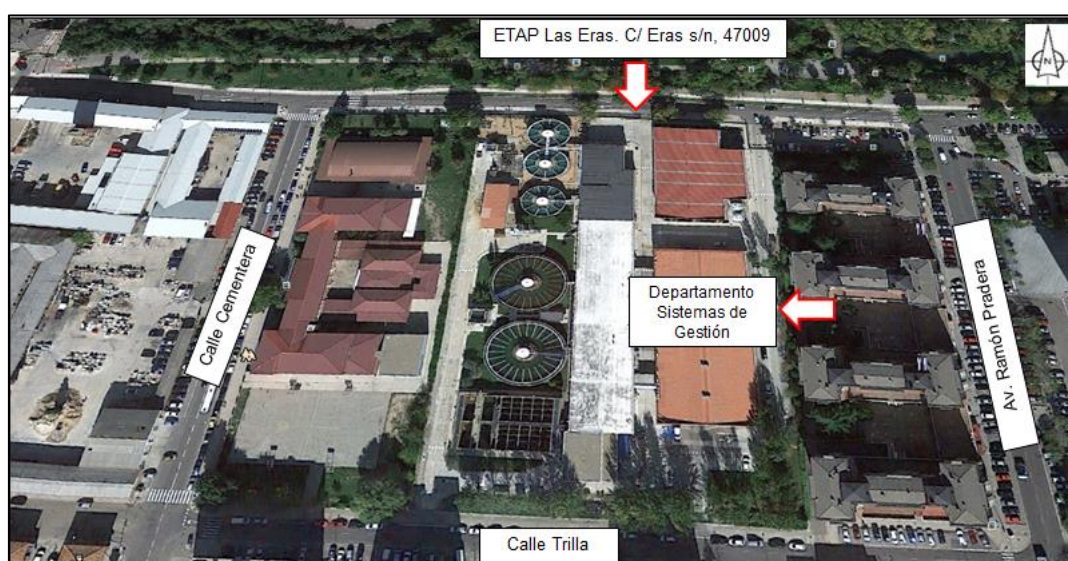 ETAP Las Eras. C/ Eras s/n, 47009
N
Calle Cementera
Departamento
Sistemas de
Gestión
Av. Ramón Pradera
Calle Trilla